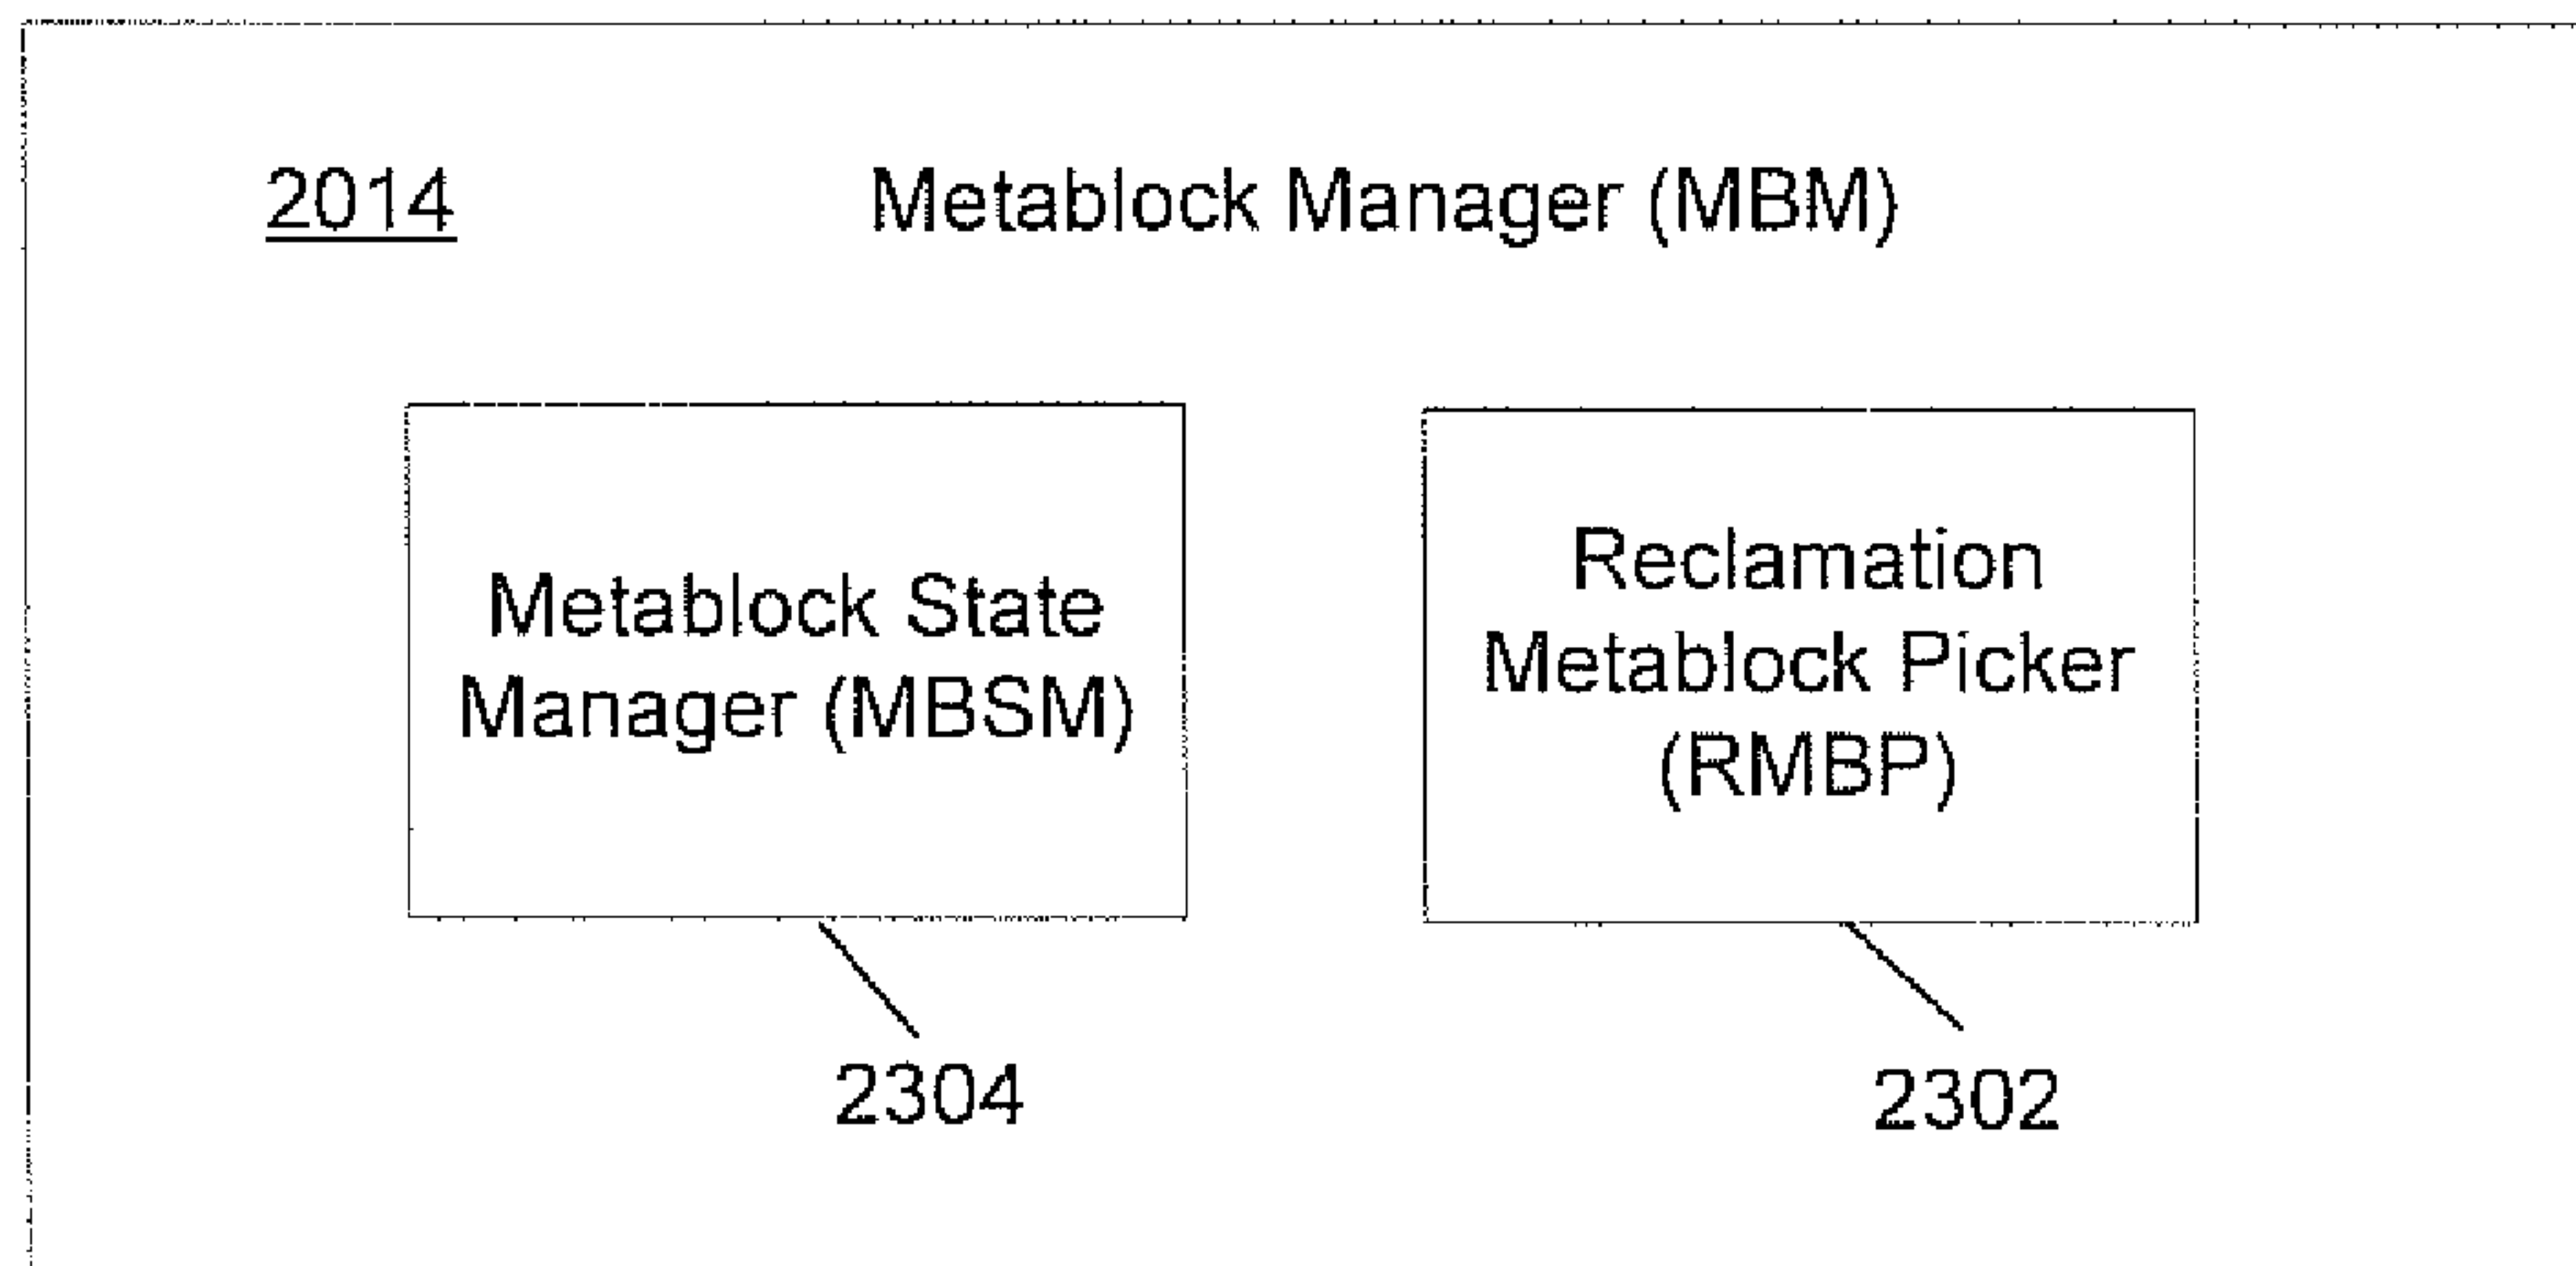 2014
Metablock Manager (MBM)
Metablock State
Manager (MBSM)
Reclamation
Metablock Picker
(RMBP)
2304
2302